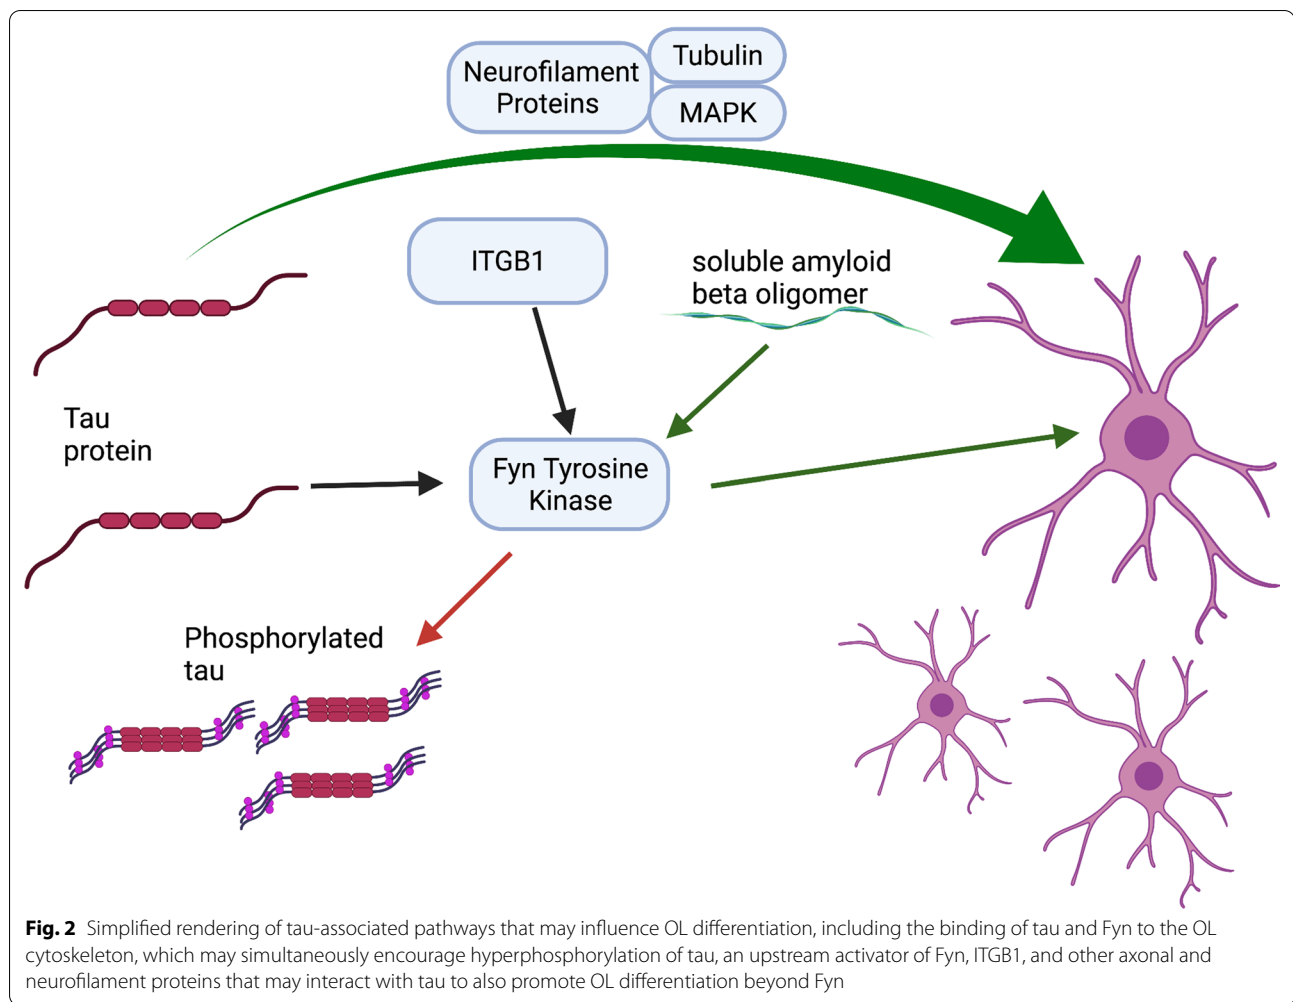 Neurofilament
Proteins
Tubulin
MAPK
ITGB1
soluble amyloid
beta oligomer
Tau
protein
Fyn Tyrosine
Kinase
Phosphorylated
tau
Fig. 2 Simplified rendering of tau-associated pathways that may influence OL differentiation, including the binding of tau and Fyn to the OL
cytoskeleton, which may simultaneously encourage hyperphosphorylation of tau, an upstream activator of Fyn, ITGB1, and other axonal and
neurofilament proteins that may interact with tau to also promote OL differentiation beyond Fyn